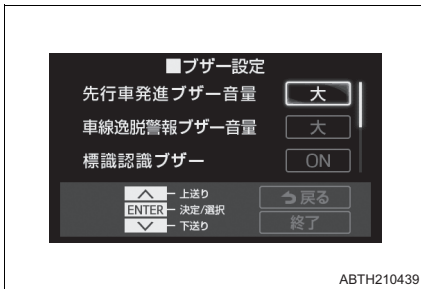 ■ブザー設定
先行車発進ブザー音量 大
車線逸脱警報ブザー音量 大
標識認識ブザー ON
上送り
ENTER 決定/選択
下送り
戻る
終了
ABTH210439